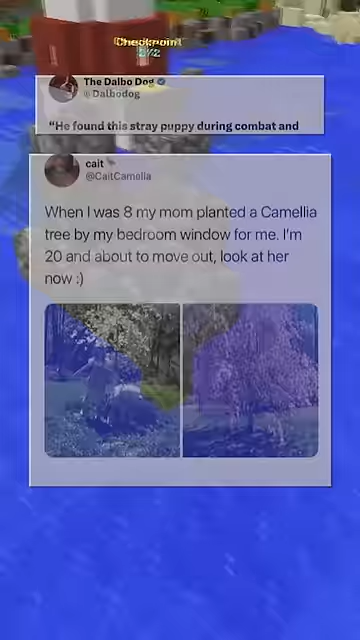 Checkpoint
The Dalbo Dog
@Dalbodog
"He found this stray puppy during combat and
cait
@CaitCamelia
When I was 8 my mom planted a Camellia
tree by my bedroom window for me. I'm
20 and about to move out, look at her
now :)